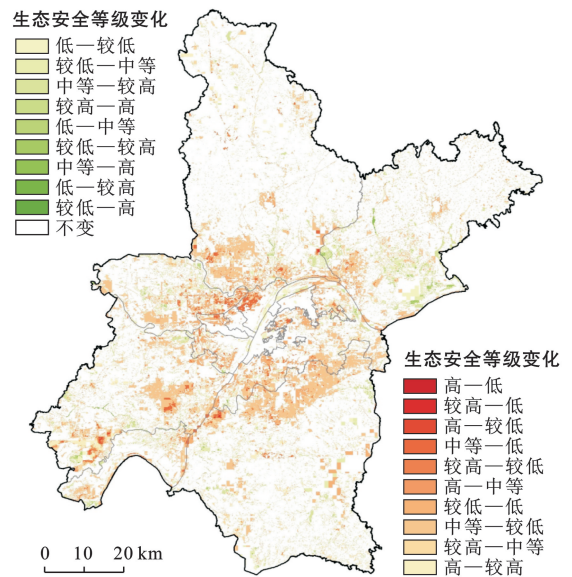 生态安全等级变化
低—较低
较低—中等
中等—较高
较高—高
低—中等
较低—较高
中等—高
低—较高
较低—高
不变
生态安全等级变化
高—低
较高—低
高—较低
中等—低
较高—较低
高—中等
较低—低
中等—较低
较高—中等
高—较高
0 10 20 km